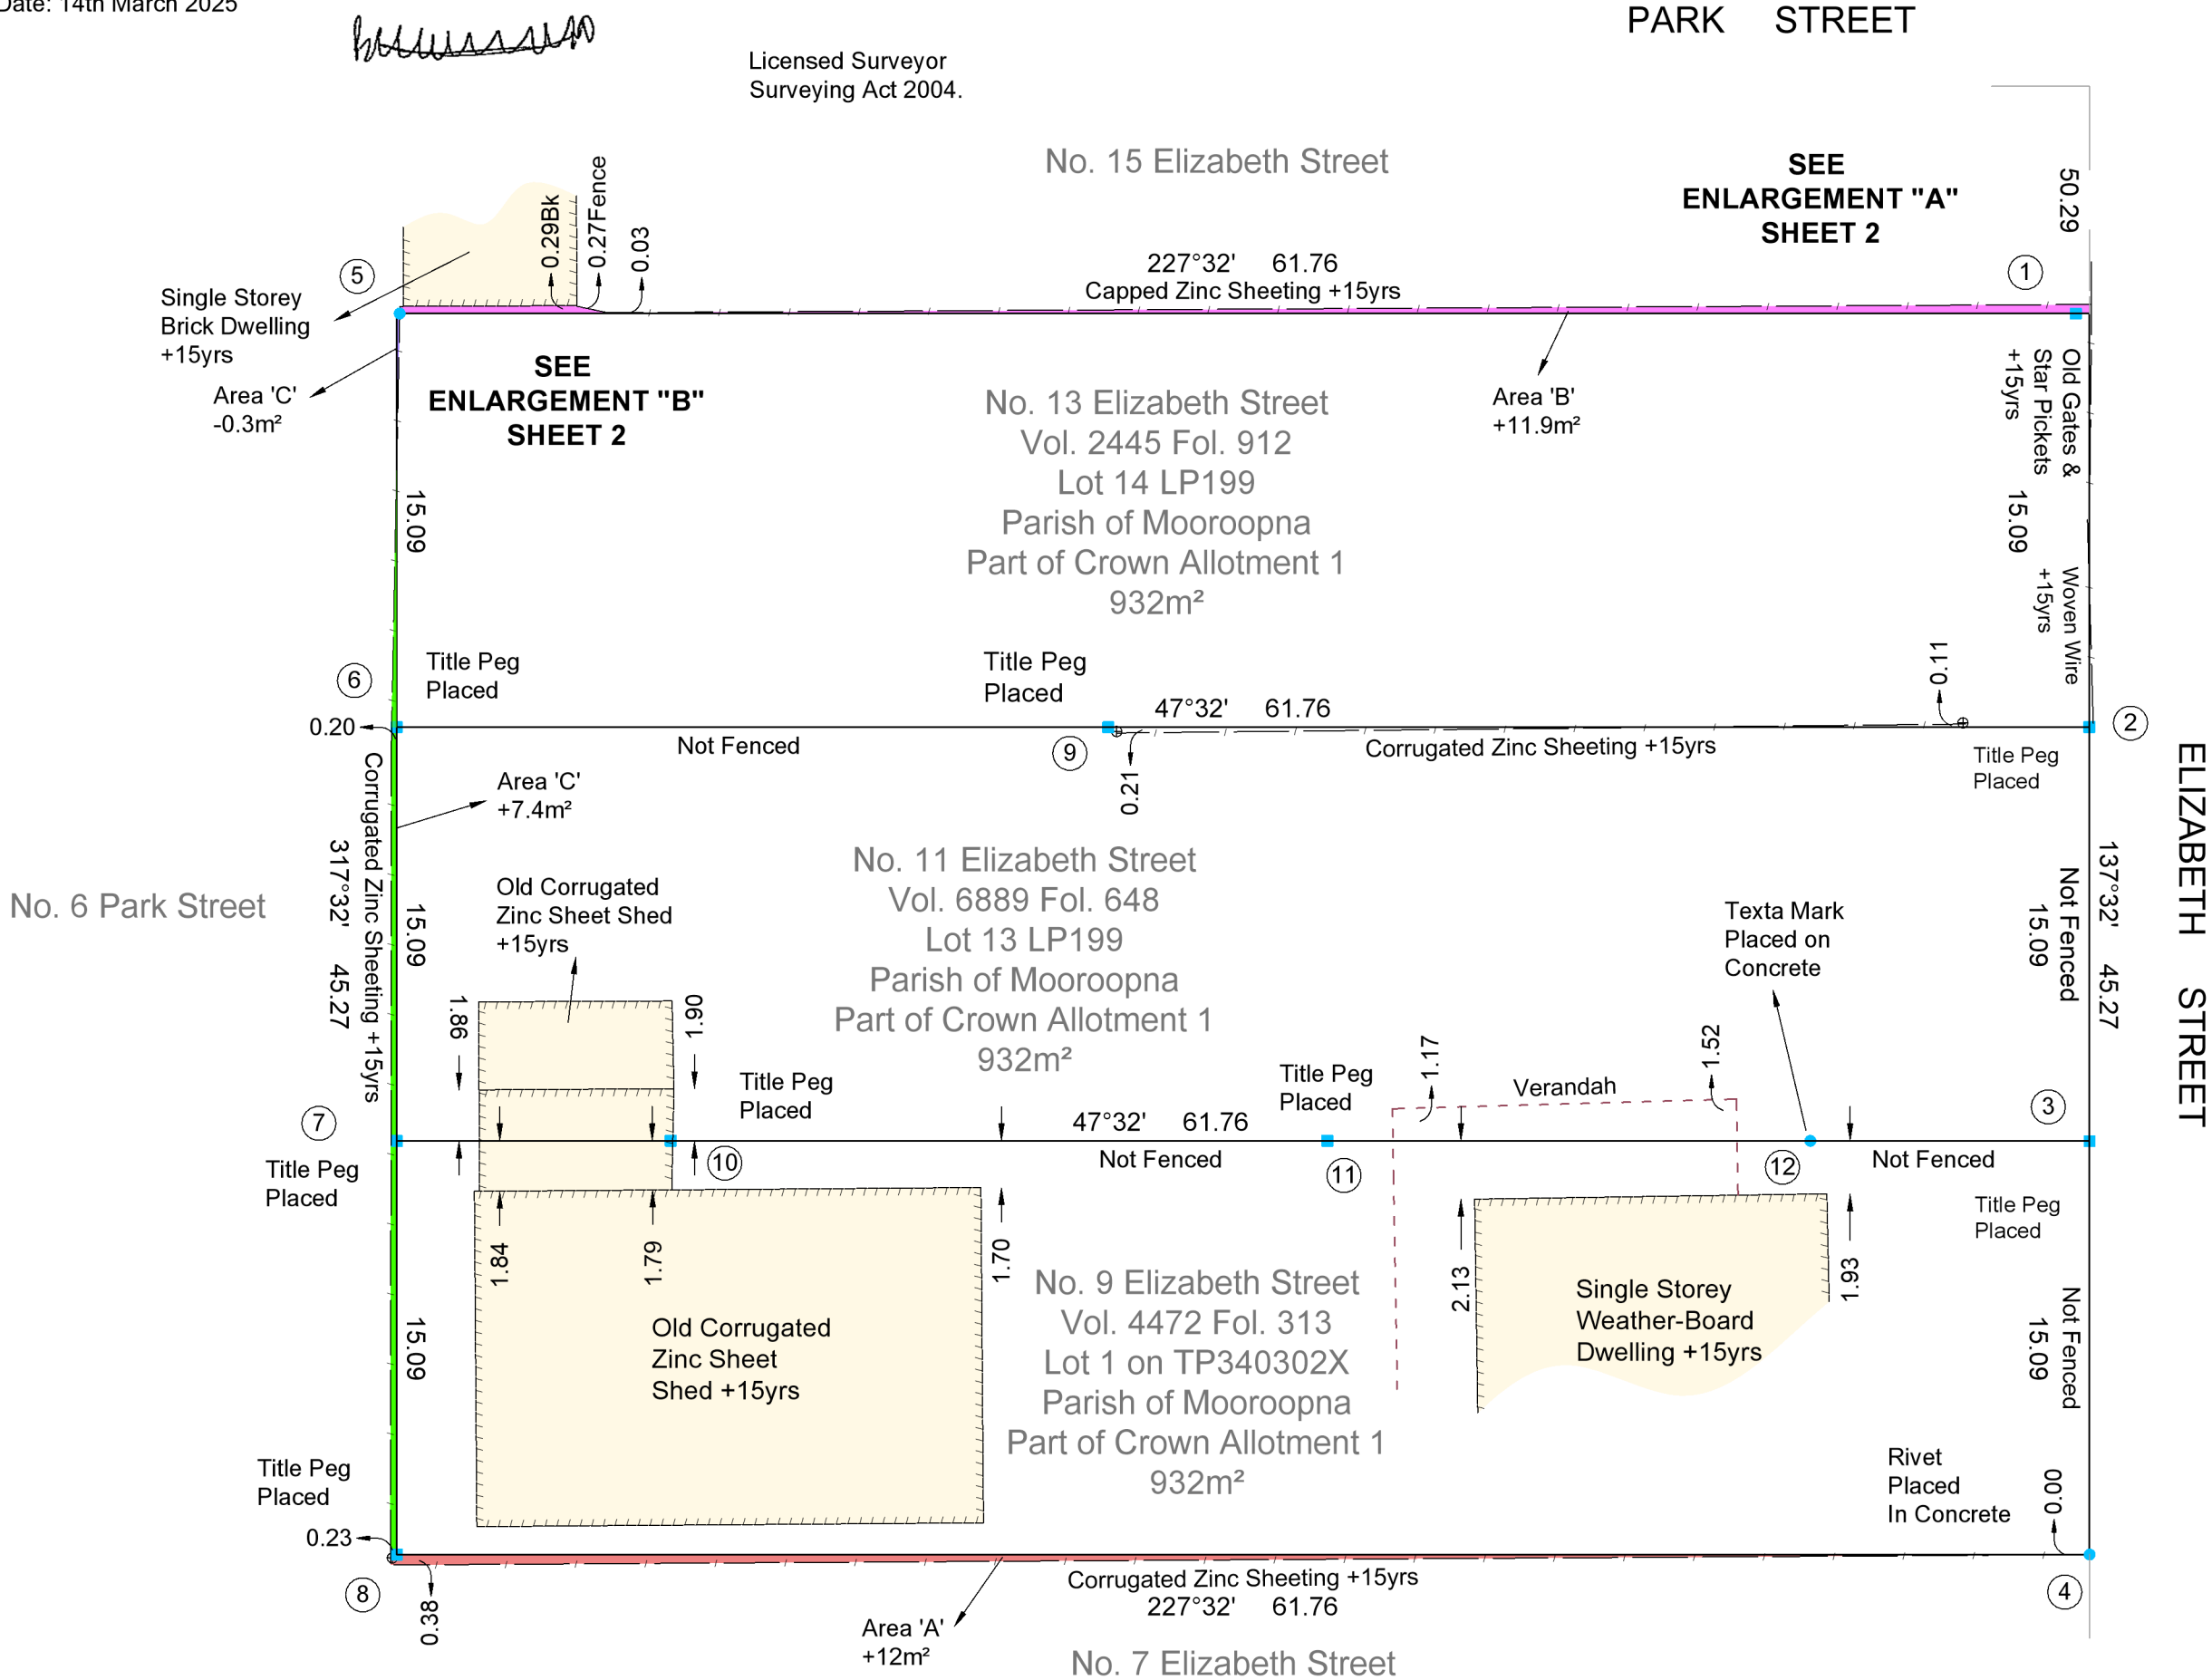 Date: 14th March 2025
PARK STREET
Licensed Surveyor
Surveying Act 2004.
No. 15 Elizabeth Street
SEE
ENLARGEMENT "A"
SHEET 2
50.29
0.29Bk
0.27Fence
0.03
5
227°32' 61.76
Capped Zinc Sheeting +15yrs
1
Single Storey
Brick Dwelling
+15yrs
Area 'C'
-0.3m²
SEE
ENLARGEMENT "B"
SHEET 2
No. 13 Elizabeth Street
Vol. 2445 Fol. 912
Lot 14 LP199
Parish of Mooroopna
Part of Crown Allotment 1
932m²
Area 'B'
+11.9m²
Old Gates &
Star Pickets
+15yrs
15.09
15.09
Woven Wire
+15yrs
6
Title Peg
Placed
Title Peg
Placed
0.11
0.20
47°32' 61.76
Not Fenced
9
Corrugated Zinc Sheeting +15yrs
2
Title Peg
Placed
0.21
Area 'C'
+7.4m²
Corrugated Zinc Sheeting +15yrs
317°32' 45.27
No. 6 Park Street
15.09
Old Corrugated
Zinc Sheet Shed
+15yrs
No. 11 Elizabeth Street
Vol. 6889 Fol. 648
Lot 13 LP199
Parish of Mooroopna
Part of Crown Allotment 1
932m²
Texta Mark
Placed on
Concrete
Not Fenced
15.09
137°32' 45.27
ELIZABETH STREET
1.86
1.90
Title Peg
Placed
Title Peg
Placed
1.17
1.52
Verandah
7
47°32' 61.76
3
Title Peg
Placed
10
Not Fenced
11
12
Not Fenced
Title Peg
Placed
1.84
1.79
1.70
2.13
1.93
Old Corrugated
Zinc Sheet
Shed +15yrs
No. 9 Elizabeth Street
Vol. 4472 Fol. 313
Lot 1 on TP340302X
Parish of Mooroopna
Part of Crown Allotment 1
932m²
Single Storey
Weather-Board
Dwelling +15yrs
Not Fenced
15.09
15.09
Title Peg
Placed
Rivet
Placed
In Concrete
0.00
0.23
8
0.38
Corrugated Zinc Sheeting +15yrs
227°32' 61.76
4
Area 'A'
+12m²
No. 7 Elizabeth Street